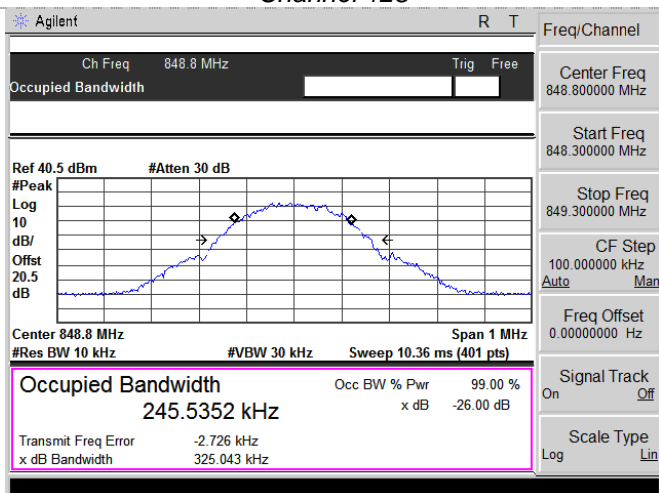 Agilent R T
Ch Freq 848.8 MHz Trig Free
Occupied Bandwidth
Ref 40.5 dBm #Atten 30 dB
#Peak
Log
10
dB/
Offst
20.5
dB
Center 848.8 MHz Span 1 MHz
#Res BW 10 kHz #VBW 30 kHz Sweep 10.36 ms (401 pts)
Occupied Bandwidth Occ BW % Pwr 99.00 %
245.5352 kHz x dB -26.00 dB
Transmit Freq Error -2.726 kHz
x dB Bandwidth 325.043 kHz
Freq/Channel
Center Freq
848.800000 MHz
Start Freq
848.300000 MHz
Stop Freq
849.300000 MHz
CF Step
100.000000 kHz
Auto Man
Freq Offset
0.00000000 Hz
Signal Track
On Off
Scale Type
Log Lin